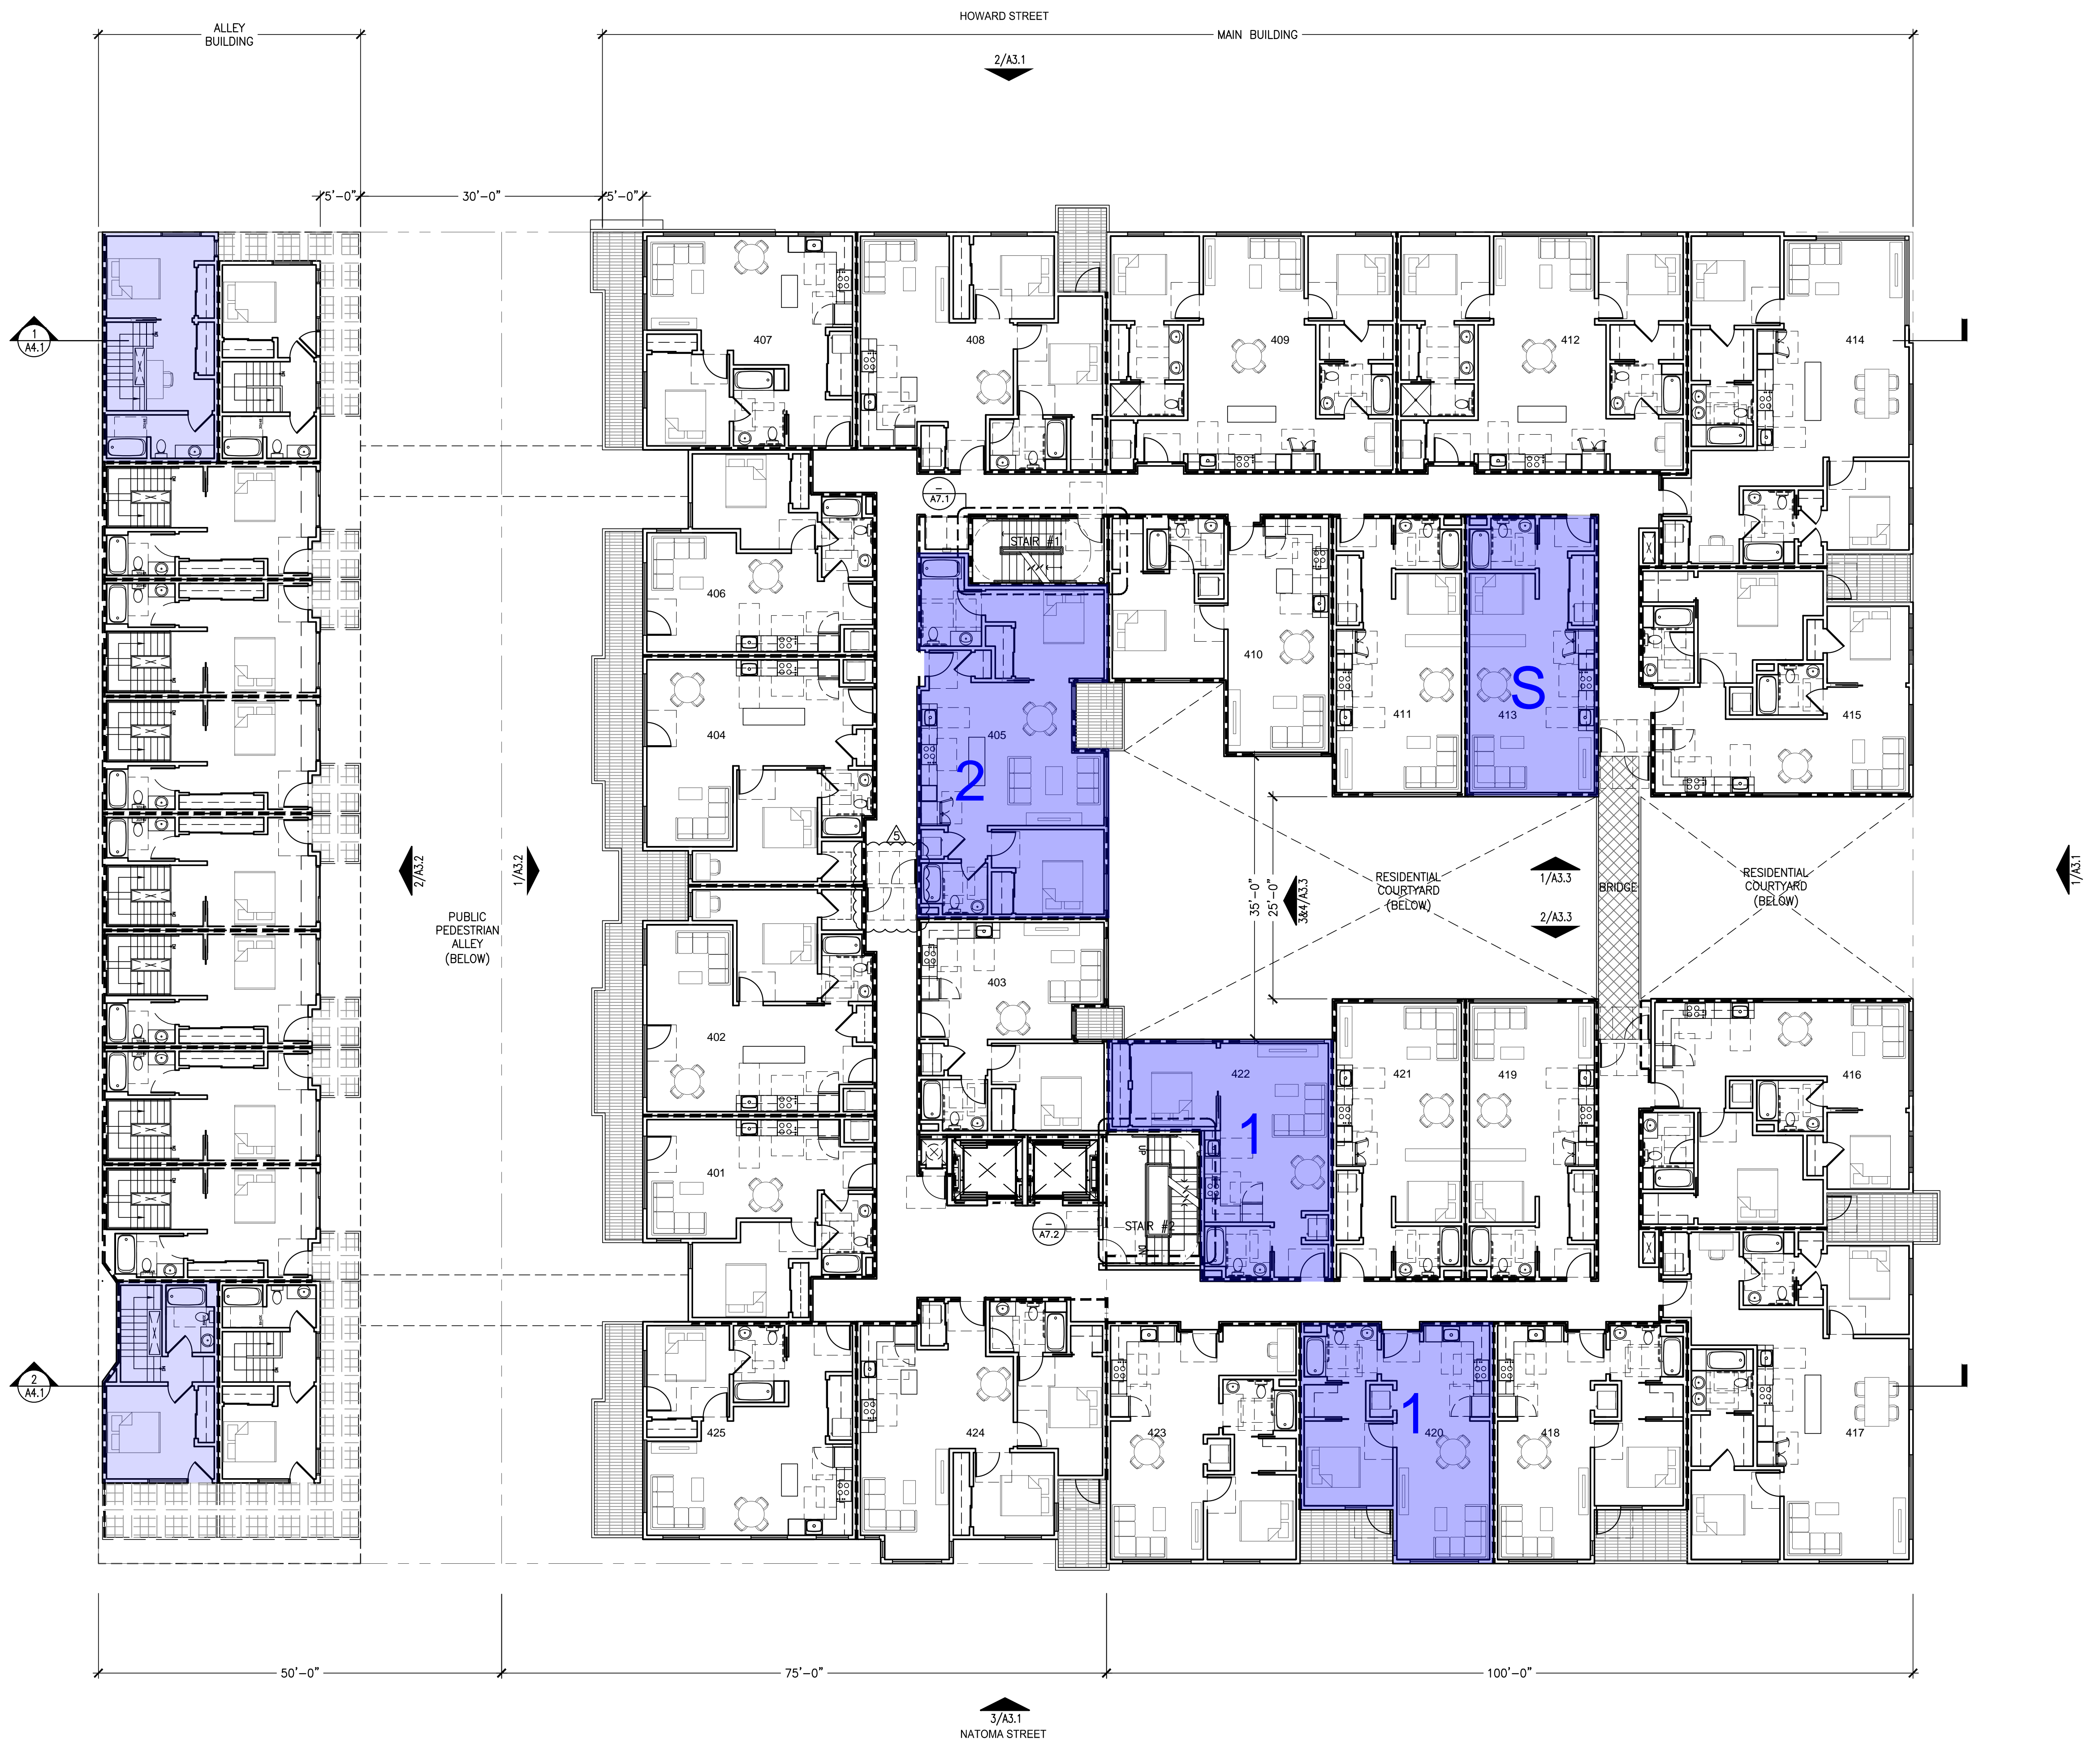 HOWARD STREET
ALLEY
BUILDING
MAIN BUILDING
2/A3.1
5'-0"
30'-0"
5'-0"
1
A4.1
407
408
409
412
414
–
A7.1
STAIR #1
406
410
404
405
411
S
413
415
2
5
2/A3.2
1/A3.2
PUBLIC
PEDESTRIAN
ALLEY
(BELOW)
35'-0"
25'-0"
3&4/A3.3
RESIDENTIAL
COURTYARD
(BELOW)
1/A3.3
2/A3.3
BRIDGE
RESIDENTIAL
COURTYARD
(BELOW)
1/A3.1
403
402
401
422
1
421
419
416
UP
STAIR #2
DN
–
A7.2
2
A4.1
425
424
423
1
420
418
417
50'-0"
75'-0"
100'-0"
3/A3.1
NATOMA STREET